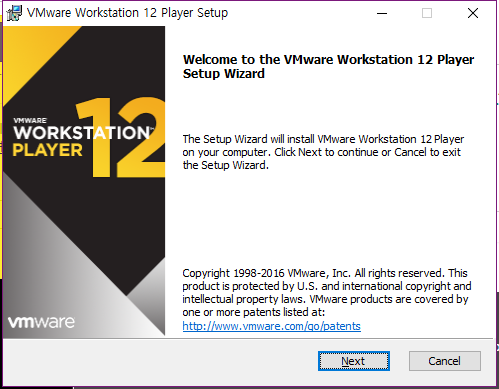 VMware Workstation 12 Player Setup
Welcome to the VMware Workstation 12 Player
Setup Wizard
VMWARE
WORKSTATION™
PLAYER
12
The Setup Wizard will install VMware Workstation 12 Player
on your computer. Click Next to continue or Cancel to exit
the Setup Wizard.
Copyright 1998-2016 VMware, Inc. All rights reserved. This
product is protected by U.S. and international copyright and
intellectual property laws. VMware products are covered by
one or more patents listed at:
http://www.vmware.com/go/patents
vmware
Next
Cancel